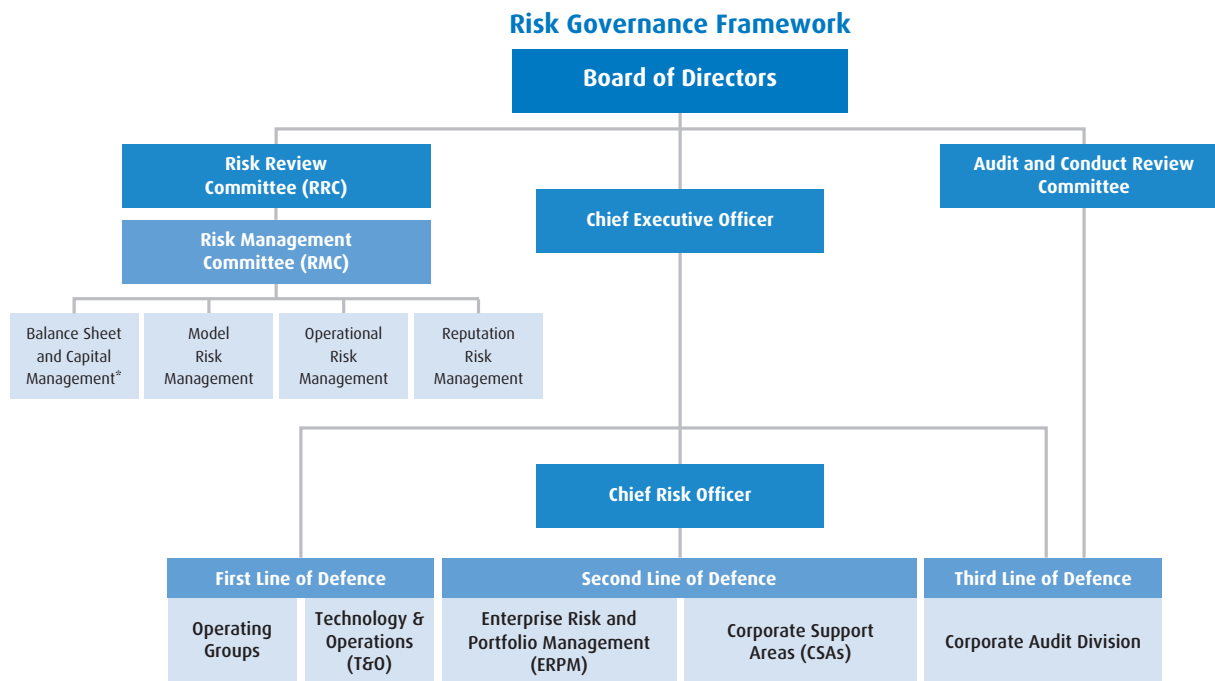 Risk Governance Framework
Board of Directors
Risk Review
Committee (RRC)
Audit and Conduct Review
Committee
Chief Executive Officer
Risk Management
Committee (RMC)
Balance Sheet
and Capital
Management*
Model
Risk
Management
Operational
Risk
Management
Reputation
Risk
Management
Chief Risk Officer
First Line of Defence
Second Line of Defence
Third Line of Defence
Operating
Groups
Technology &
Operations
(T&O)
Enterprise Risk and
Portfolio Management
(ERPM)
Corporate Support
Areas (CSAs)
Corporate Audit Division